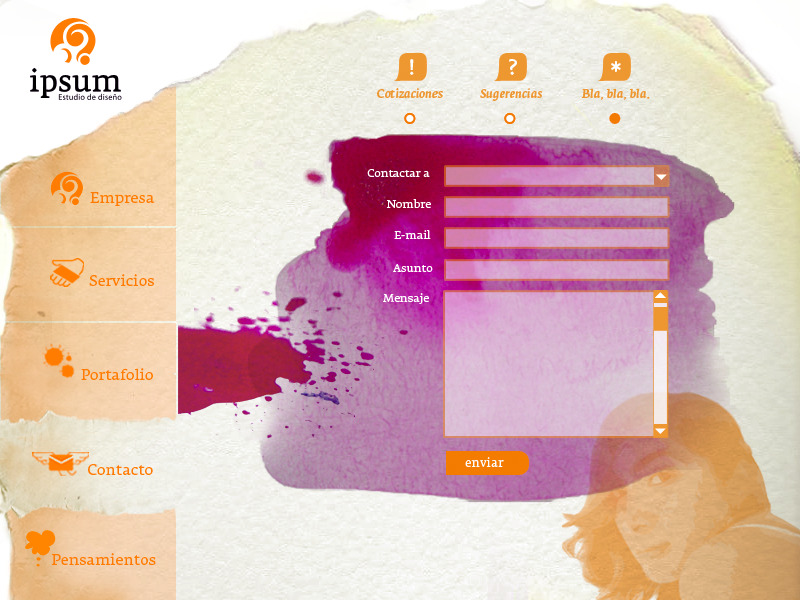 ipsum
Estudio de diseño
!
?
*
Cotizaciones
Sugerencias
Bla, bla, bla.
Empresa
Servicios
Portafolio
Contacto
Pensamientos
Contactar a
Nombre
E-mail
Asunto
Mensaje
enviar